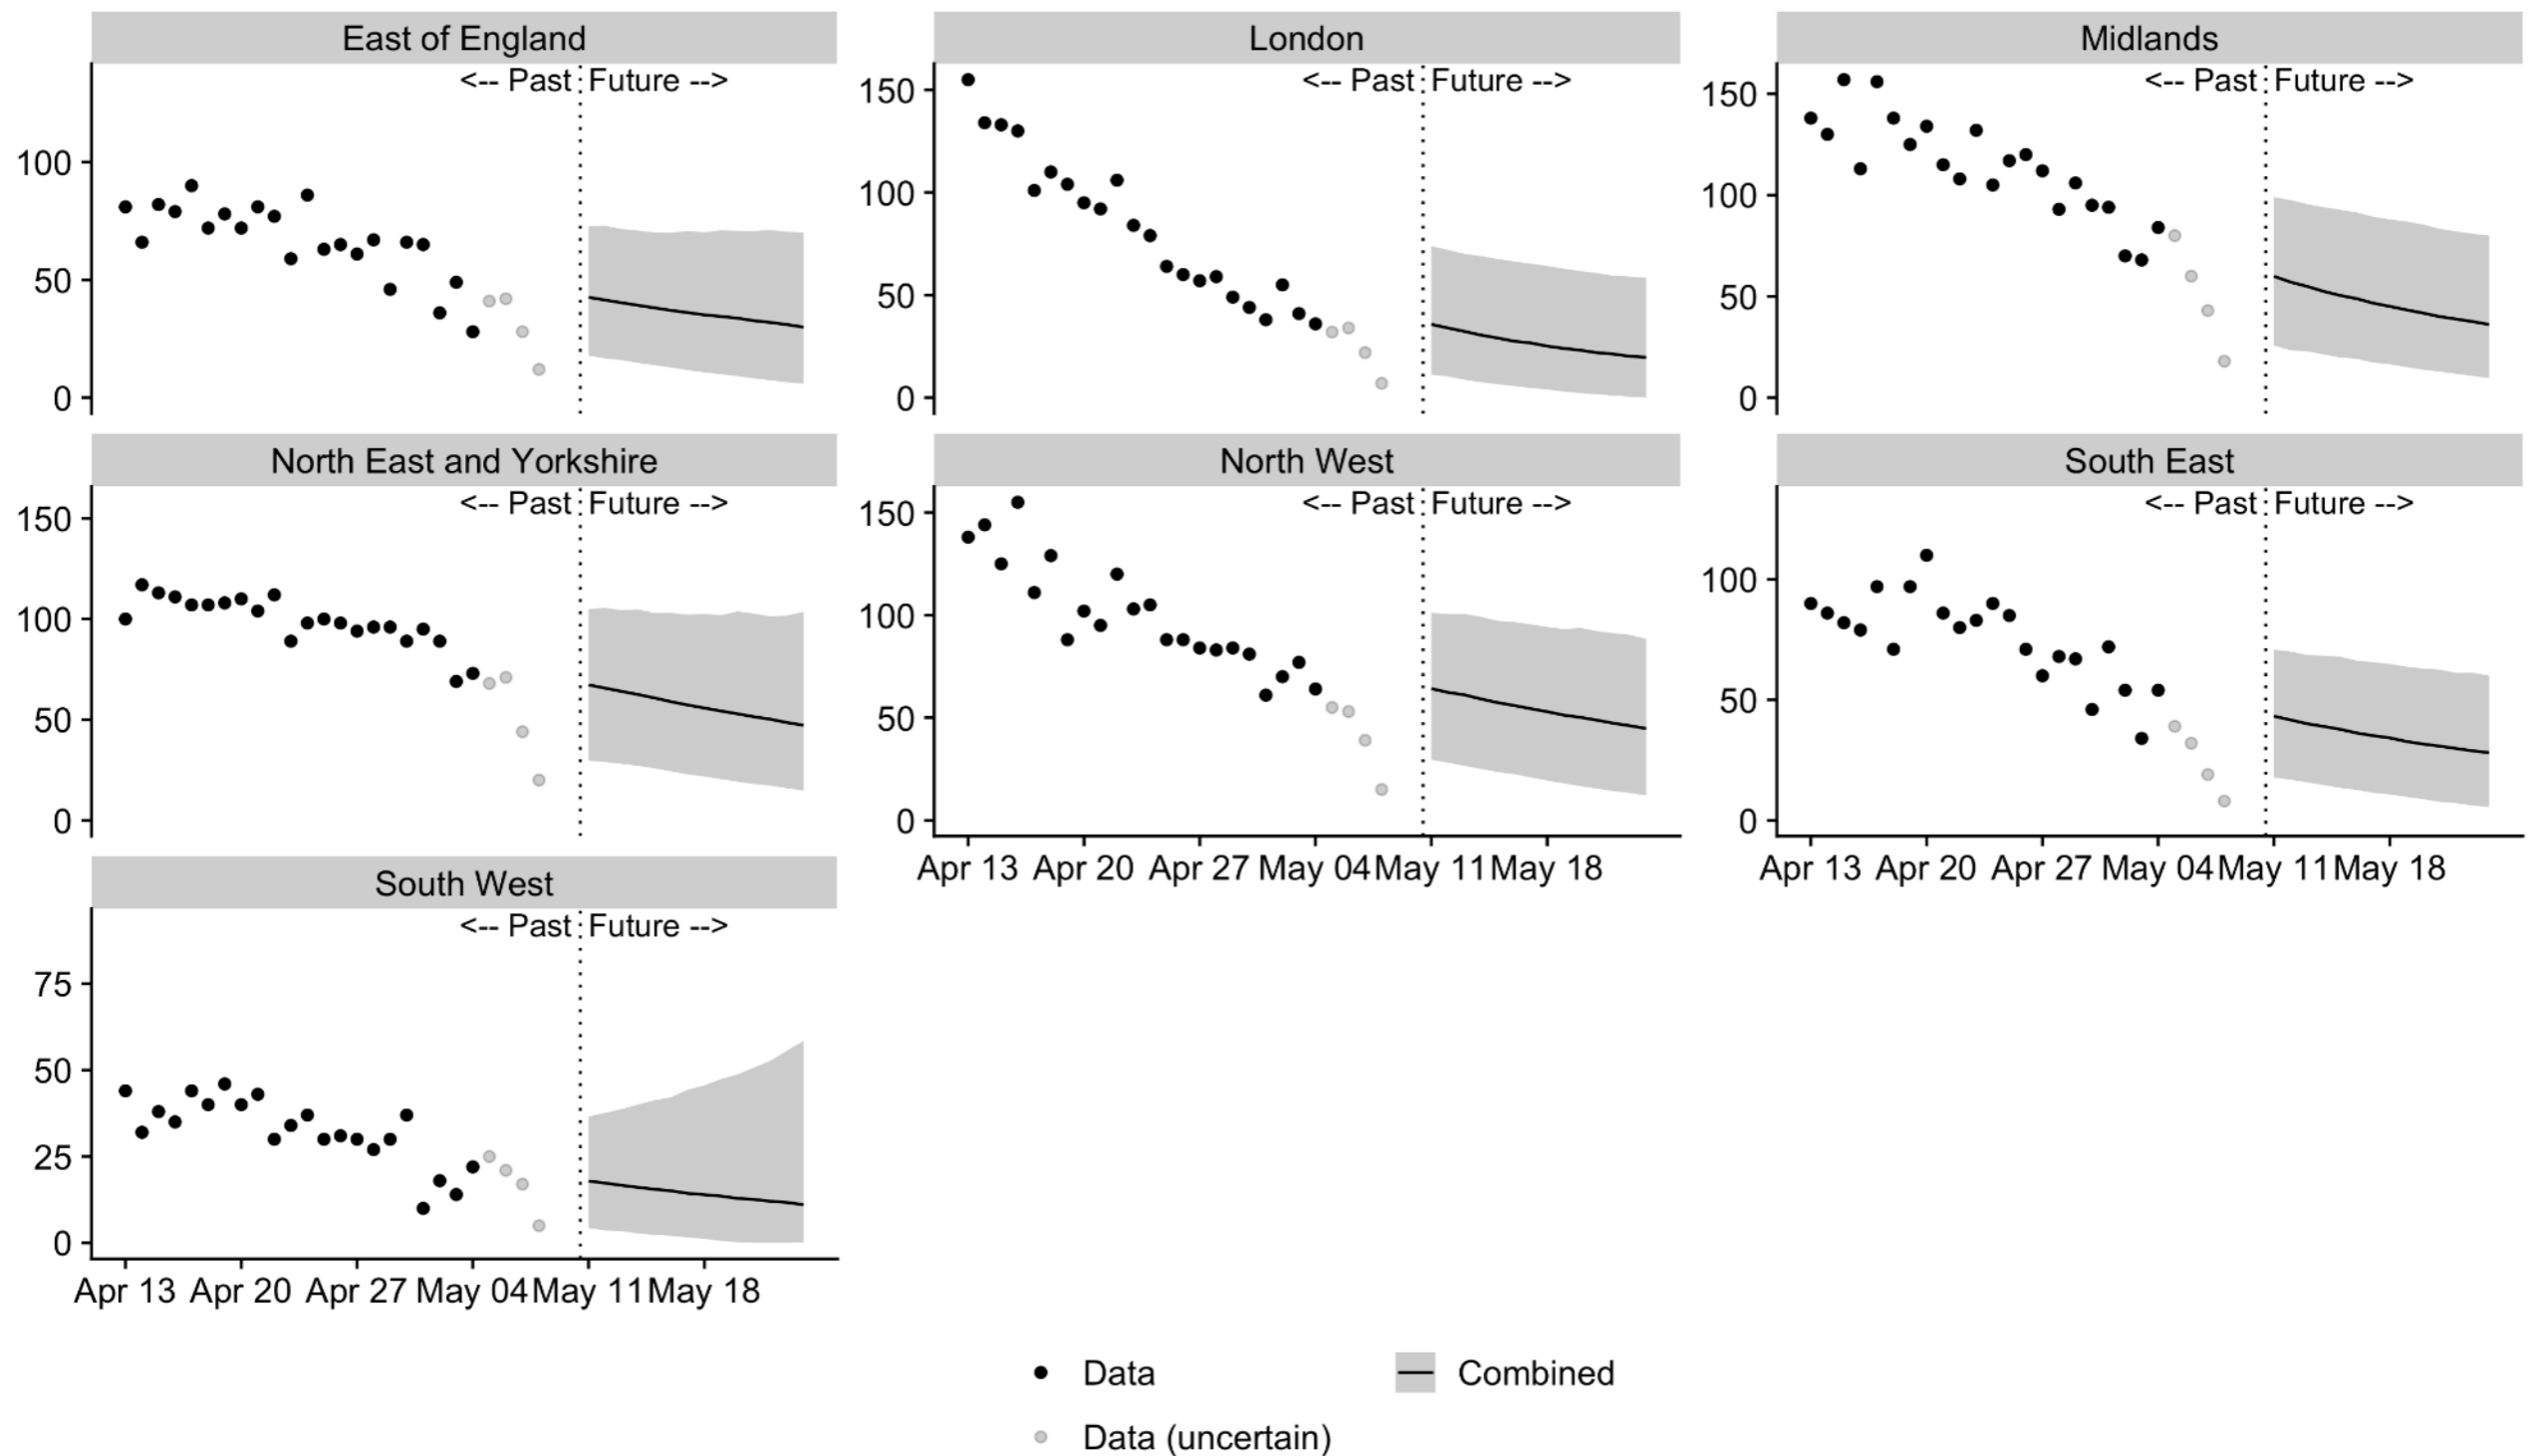 East of England
<-- Past Future -->
100
50
0
London
<-- Past Future -->
150
100
50
0
Midlands
<-- Past Future -->
150
100
50
0
North East and Yorkshire
<-- Past Future -->
150
100
50
0
North West
<-- Past Future -->
150
100
50
0
Apr 13 Apr 20 Apr 27 May 04 May 11 May 18
South East
<-- Past Future -->
100
50
0
Apr 13 Apr 20 Apr 27 May 04 May 11 May 18
South West
<-- Past Future -->
75
50
25
0
Apr 13 Apr 20 Apr 27 May 04 May 11 May 18
Data
Combined
Data (uncertain)